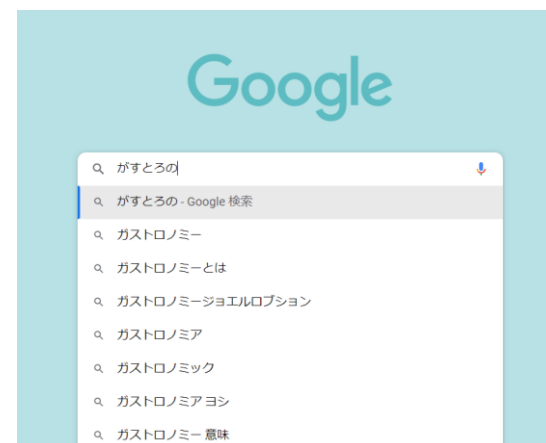 Google
がすとろの
がすとろの - Google 検索
ガストロノミー
ガストロノミーとは
ガストロノミージョエルロブション
ガストロノミア
ガストロノミック
ガストロノミア ヨシ
ガストロノミー 意味